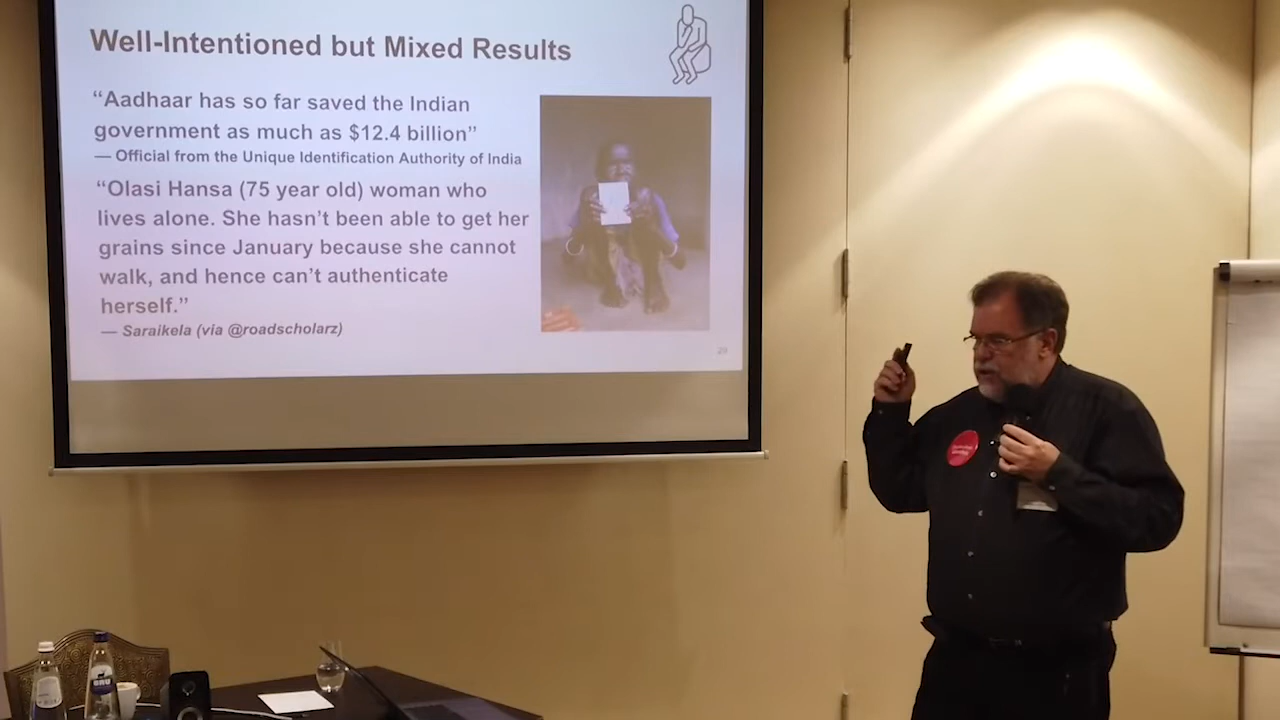 Well-Intentioned but Mixed Results
“Aadhaar has so far saved the Indian
government as much as $12.4 billion”
— Official from the Unique Identification Authority of India
“Olasi Hansa (75 year old) woman who
lives alone. She hasn’t been able to get her
grains since January because she cannot
walk, and hence can’t authenticate
herself.”
— Saraikela (via @roadscholarz)
BRU